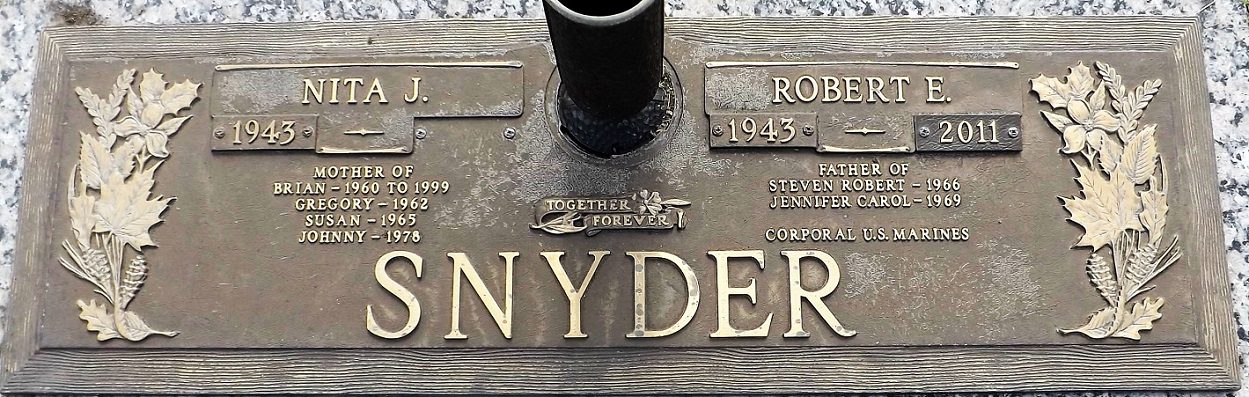 NITA J.
1943 –
MOTHER OF
BRIAN – 1960 TO 1999
GREGORY – 1962
SUSAN – 1965
JOHNNY – 1978
TOGETHER
FOREVER
ROBERT E.
1943 – 2011
FATHER OF
STEVEN ROBERT – 1966
JENNIFER CAROL – 1969
CORPORAL U.S. MARINES
SNYDER